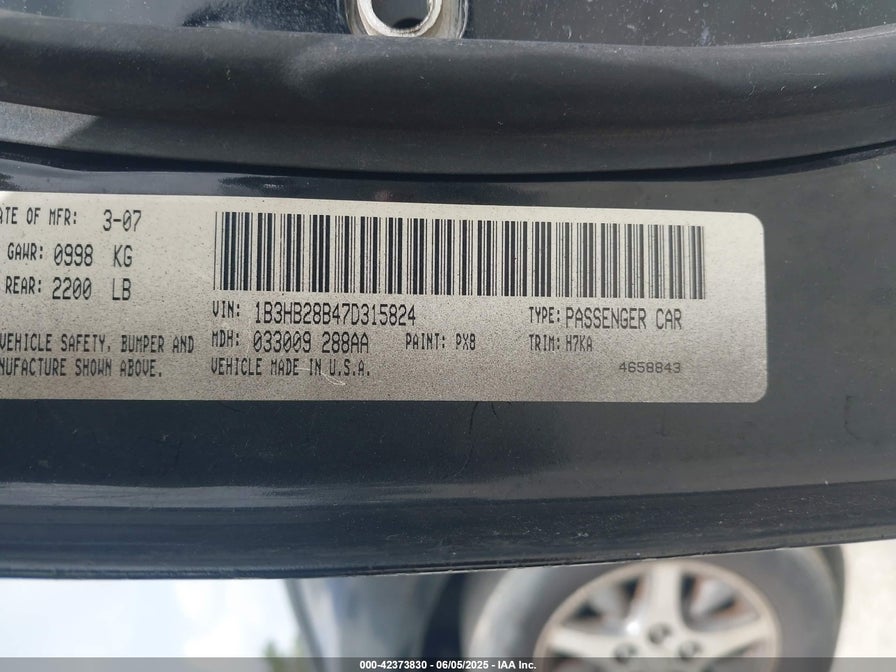 ATE OF MFR: 3-07
GAWR: 0998 KG
REAR: 2200 LB
VIN: 1B3HB28B47D315824 TYPE: PASSENGER CAR
VEHICLE SAFETY, BUMPER AND MDH: 033009 288AA PAINT: PX8 TRIM: H7KA
NUFACTURE SHOWN ABOVE. VEHICLE MADE IN U.S.A. 4658843
000-42373830 - 06/05/2025 - IAA Inc.